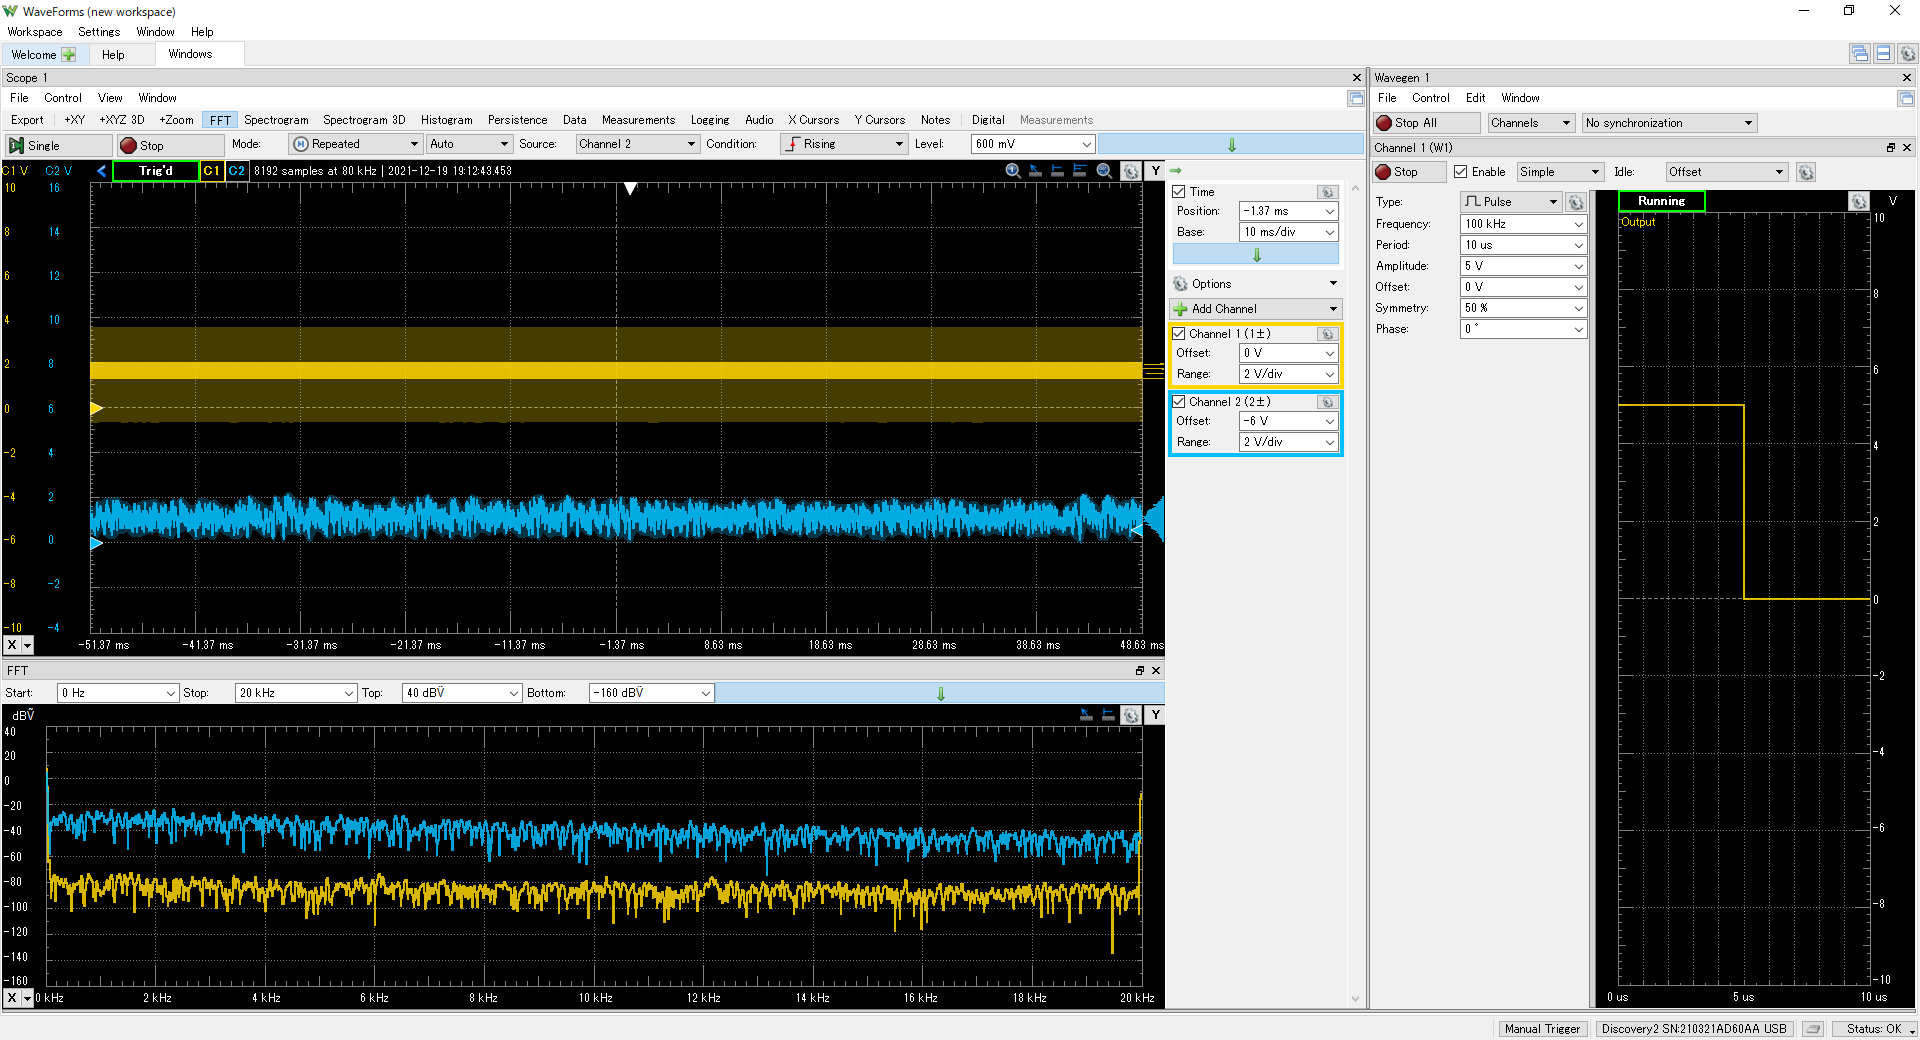 WaveForms (new workspace)
Workspace Settings Window Help
Welcome Help Windows
Scope 1
File Control View Window
Export +XY +XYZ 3D +Zoom FFT Spectrogram Spectrogram 3D Histogram Persistence Data Measurements Logging Audio X Cursors Y Cursors Notes Digital Measurements
Single Stop Mode: Repeated Auto Source: Channel 2 Condition: Rising Level: 600 mV
C1 V C2 V Trig'd C1 C2 8192 samples at 80 kHz | 2021-12-19 19:12:43.453 Y
10 16
8 14
6 12
4 10
2 8
0 6
-2 4
-4 2
-6 0
-8 -2
-10 -4
X -51.37 ms -41.37 ms -31.37 ms -21.37 ms -11.37 ms -1.37 ms 8.63 ms 18.63 ms 28.63 ms 38.63 ms 48.63 ms
Time
Position: -1.37 ms
Base: 10 ms/div
Options
Add Channel
Channel 1 (1±)
Offset: 0 V
Range: 2 V/div
Channel 2 (2±)
Offset: -6 V
Range: 2 V/div
FFT
Start: 0 Hz Stop: 20 kHz Top: 40 dBṼ Bottom: -160 dBṼ
dBṼ Y
40
20
0
-20
-40
-60
-80
-100
-120
-140
-160
X 0 kHz 2 kHz 4 kHz 6 kHz 8 kHz 10 kHz 12 kHz 14 kHz 16 kHz 18 kHz 20 kHz
Wavegen 1
File Control Edit Window
Stop All Channels No synchronization
Channel 1 (W1)
Stop Enable Simple Idle: Offset
Type: Pulse
Frequency: 100 kHz
Period: 10 us
Amplitude: 5 V
Offset: 0 V
Symmetry: 50 %
Phase: 0 °
Running V
Output
10
8
6
4
2
0
-2
-4
-6
-8
-10
0 us 5 us 10 us
Manual Trigger Discovery2 SN:210321AD60AA USB Status: OK